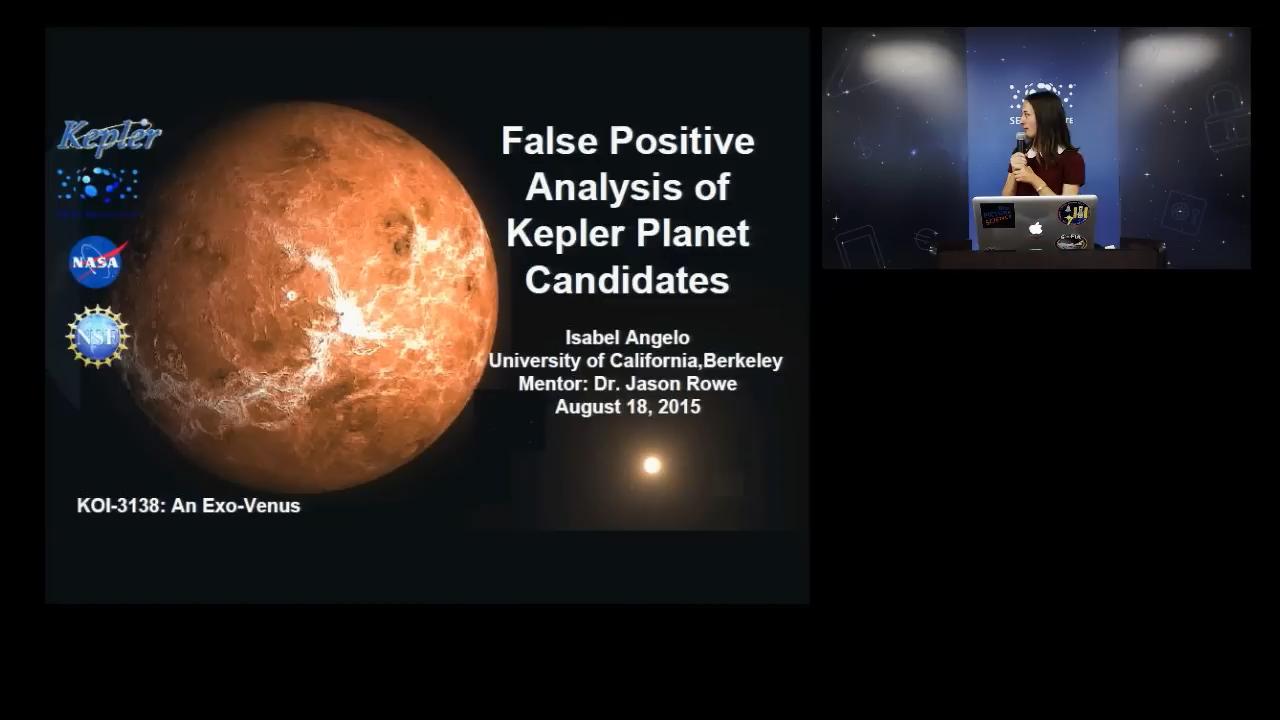 Kepler
NASA
NSF
False Positive
Analysis of
Kepler Planet
Candidates
Isabel Angelo
University of California,Berkeley
Mentor: Dr. Jason Rowe
August 18, 2015
KOI-3138: An Exo-Venus